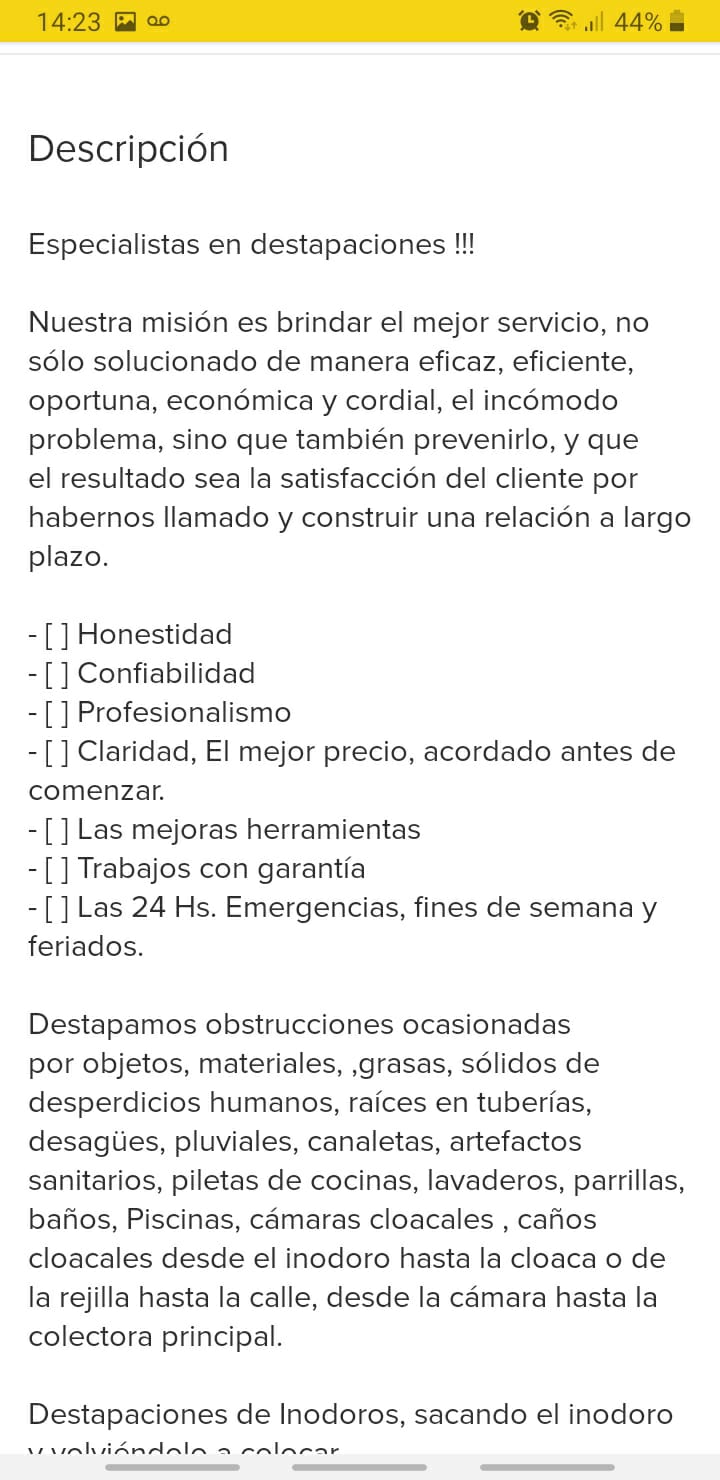 14:23
44%
Descripción
Especialistas en destapaciones !!!
Nuestra misión es brindar el mejor servicio, no
sólo solucionado de manera eficaz, eficiente,
oportuna, económica y cordial, el incómodo
problema, sino que también prevenirlo, y que
el resultado sea la satisfacción del cliente por
habernos llamado y construir una relación a largo
plazo.
- [ ] Honestidad
- [ ] Confiabilidad
- [ ] Profesionalismo
- [ ] Claridad, El mejor precio, acordado antes de
comenzar.
- [ ] Las mejoras herramientas
- [ ] Trabajos con garantía
- [ ] Las 24 Hs. Emergencias, fines de semana y
feriados.
Destapamos obstrucciones ocasionadas
por objetos, materiales, ,grasas, sólidos de
desperdicios humanos, raíces en tuberías,
desagües, pluviales, canaletas, artefactos
sanitarios, piletas de cocinas, lavaderos, parrillas,
baños, Piscinas, cámaras cloacales , caños
cloacales desde el inodoro hasta la cloaca o de
la rejilla hasta la calle, desde la cámara hasta la
colectora principal.
Destapaciones de Inodoros, sacando el inodoro
y volviéndolo a colocar